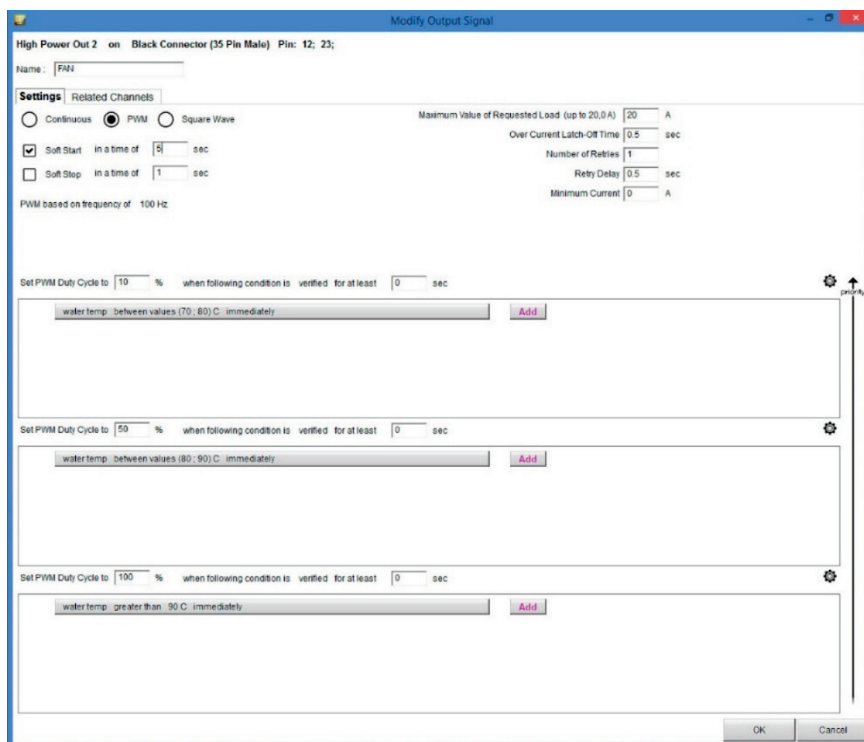 Modify Output Signal
High Power Out 2 on Black Connector (35 Pin Male) Pin: 12; 23;
Name: FAN
Settings Related Channels
Continuous PWM Square Wave
Maximum Value of Requested Load (up to 20,0 A) 20 A
Over Current Latch-Off Time 0.5 sec
Soft Start in a time of 5 sec
Number of Retries 1
Soft Stop in a time of 1 sec
Retry Delay 0.5 sec
Minimum Current 0 A
PWM based on frequency of 100 Hz
Set PWM Duty Cycle to 10 % when following condition is verified for at least 0 sec
priority
water temp between values (70 ; 80) C immediately Add
Set PWM Duty Cycle to 50 % when following condition is verified for at least 0 sec
water temp between values (80 ; 90) C immediately Add
Set PWM Duty Cycle to 100 % when following condition is verified for at least 0 sec
water temp greater than 90 C immediately Add
OK Cancel